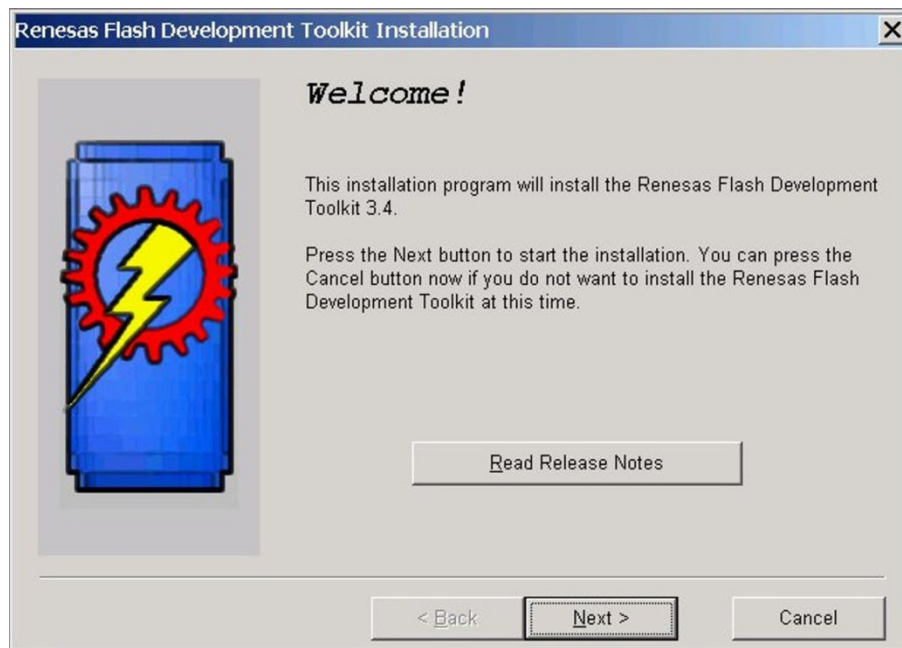 Renesas Flash Development Toolkit Installation
Welcome!
This installation program will install the Renesas Flash Development
Toolkit 3.4.
Press the Next button to start the installation. You can press the
Cancel button now if you do not want to install the Renesas Flash
Development Toolkit at this time.
Read Release Notes
< Back
Next >
Cancel